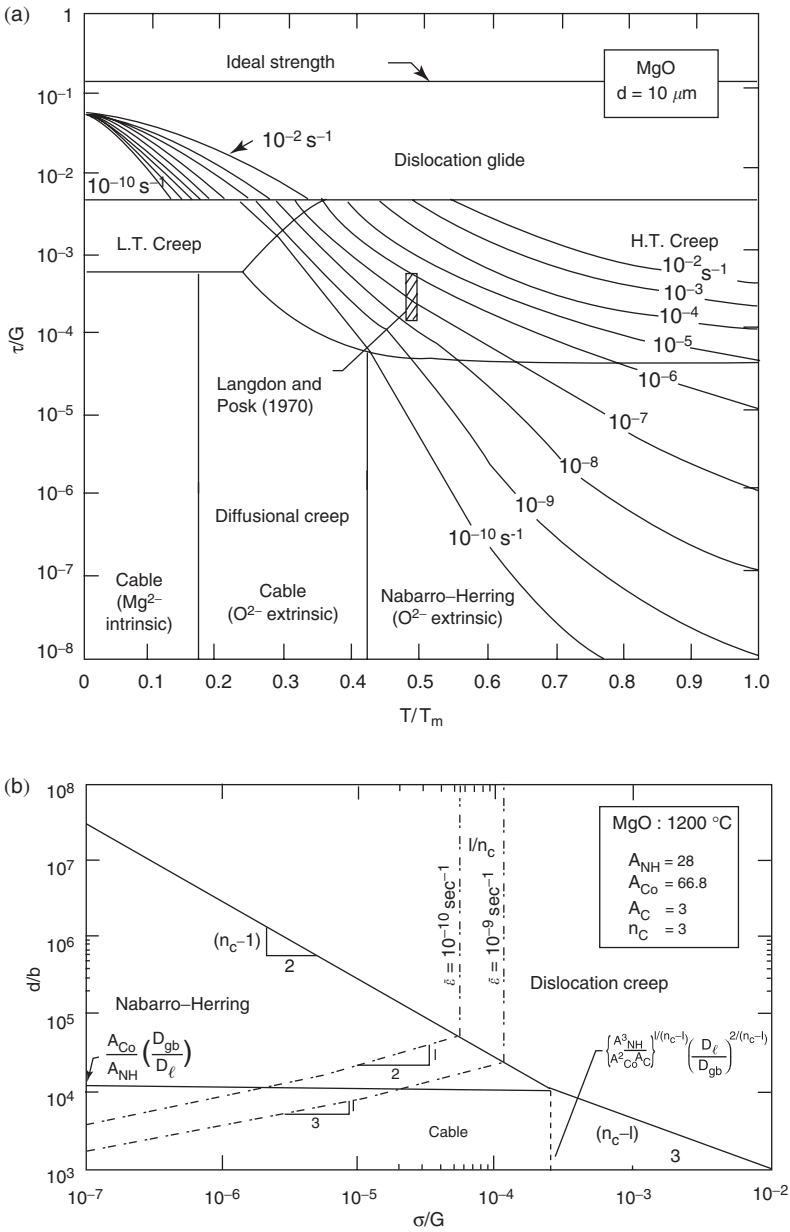 (a)
1
10⁻¹
10⁻²
10⁻³
10⁻⁴
10⁻⁵
10⁻⁶
10⁻⁷
10⁻⁸
τ/G
Ideal strength
MgO
d = 10 μm
10⁻² s⁻¹
Dislocation glide
10⁻¹⁰ s⁻¹
L.T. Creep
H.T. Creep
10⁻² s⁻¹
10⁻³
10⁻⁴
10⁻⁵
10⁻⁶
10⁻⁷
10⁻⁸
10⁻⁹
10⁻¹⁰ s⁻¹
Langdon and
Posk (1970)
Diffusional creep
Cable
(Mg²⁻
intrinsic)
Cable
(O²⁻ extrinsic)
Nabarro–Herring
(O²⁻ extrinsic)
0 0.1 0.2 0.3 0.4 0.5 0.6 0.7 0.8 0.9 1.0
T/Tₘ
(b)
10⁸
10⁷
10⁶
10⁵
10⁴
10³
d/b
MgO : 1200 °C
A_NH = 28
A_Co = 66.8
A_C = 3
n_C = 3
l/n_c
ε̇ = 10⁻¹⁰ sec⁻¹
ε̇ = 10⁻⁹ sec⁻¹
(n_c–1)
2
Nabarro–Herring
Dislocation creep
A_Co/A_NH (D_gb/D_ℓ)
{A³_NH/A²_Co A_C}^l/(n_c–l) (D_ℓ/D_gb)^2/(n_c–l)
l
2
l
3
Cable
(n_c–l)
3
10⁻⁷ 10⁻⁶ 10⁻⁵ 10⁻⁴ 10⁻³ 10⁻²
σ/G